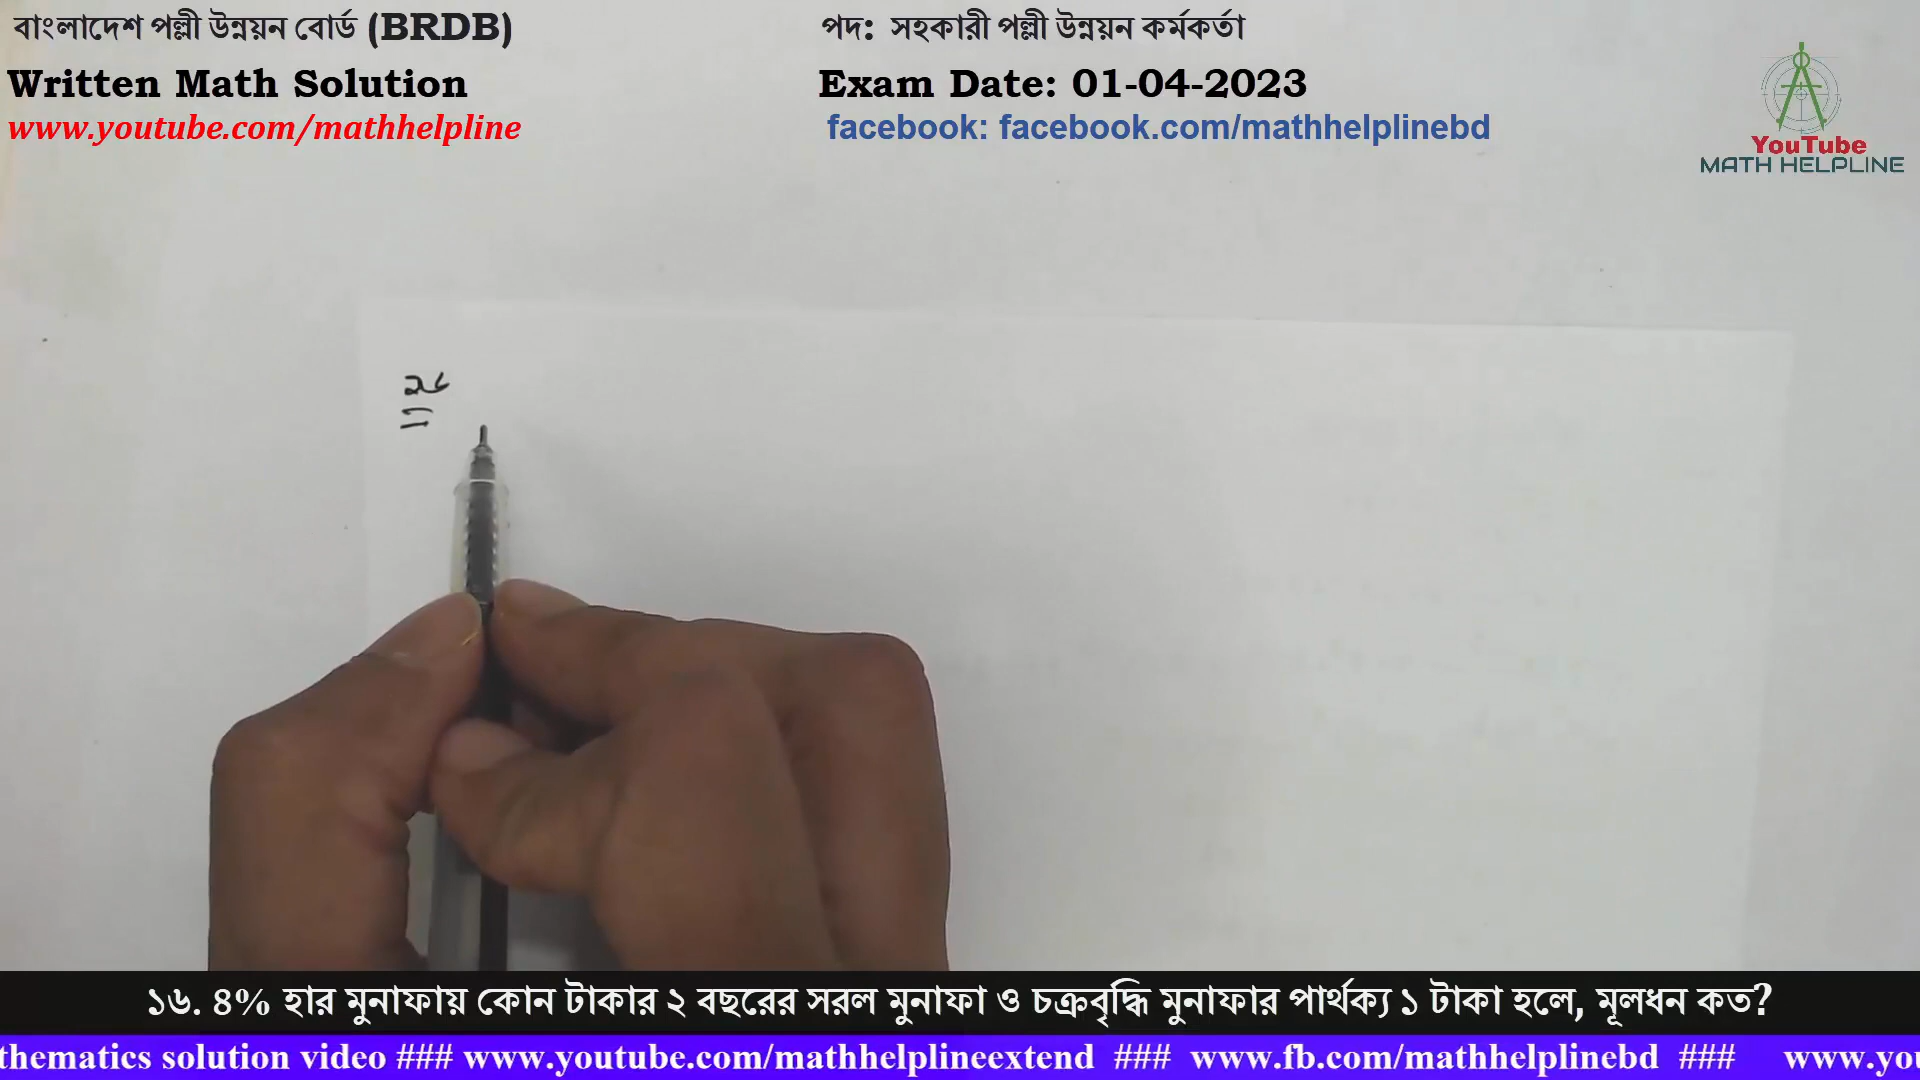 বাংলাদেশ পল্লী উন্নয়ন বোর্ড (BRDB)
পদ: সহকারী পল্লী উন্নয়ন কর্মকর্তা
Written Math Solution
Exam Date: 01-04-2023
www.youtube.com/mathhelpline
facebook: facebook.com/mathhelplinebd
YouTube
MATH HELPLINE
১৬. ৪% হার মুনাফায় কোন টাকার ২ বছরের সরল মুনাফা ও চক্রবৃদ্ধি মুনাফার পার্থক্য ১ টাকা হলে, মূলধন কত?
thematics solution video ### www.youtube.com/mathhelplineextend ### www.fb.com/mathhelplinebd ### www.you